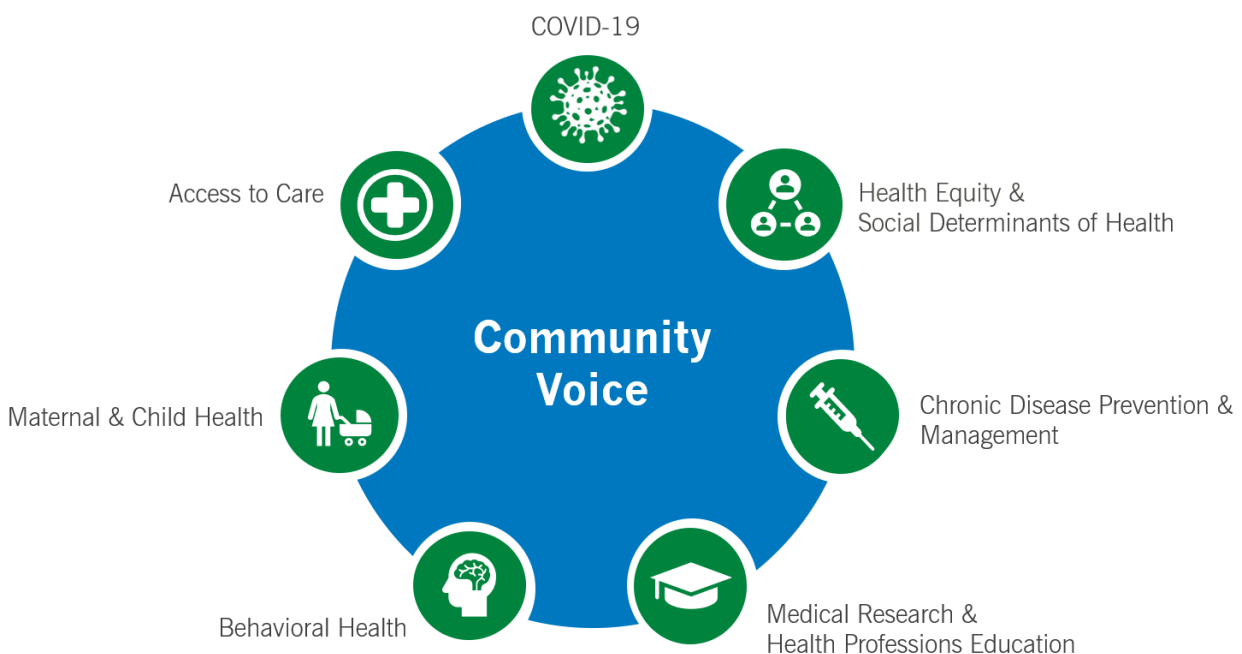 COVID-19
Access to Care
Health Equity &
Social Determinants of Health
Community
Voice
Maternal & Child Health
Chronic Disease Prevention &
Management
Behavioral Health
Medical Research &
Health Professions Education